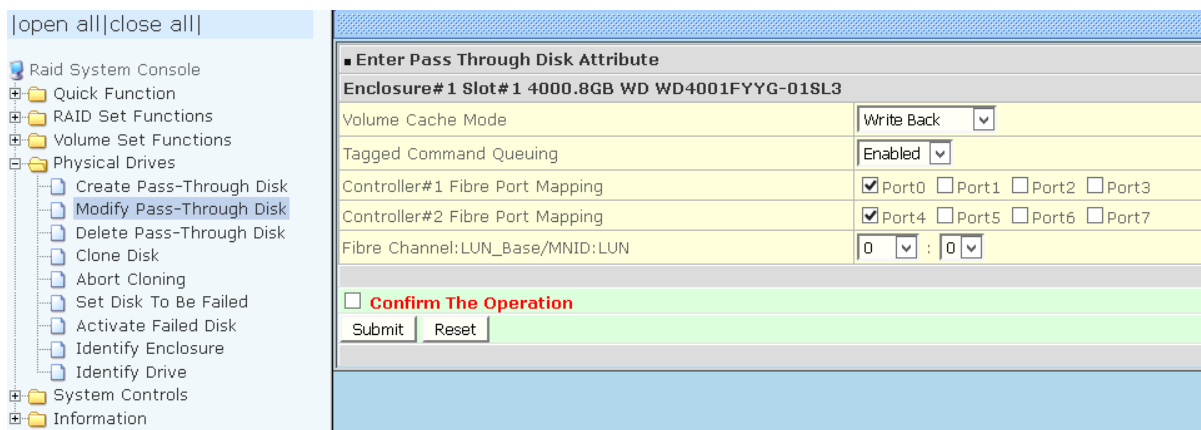 |open all|close all|
Raid System Console
Quick Function
RAID Set Functions
Volume Set Functions
Physical Drives
Create Pass-Through Disk
Modify Pass-Through Disk
Delete Pass-Through Disk
Clone Disk
Abort Cloning
Set Disk To Be Failed
Activate Failed Disk
Identify Enclosure
Identify Drive
System Controls
Information
Enter Pass Through Disk Attribute
Enclosure#1 Slot#1 4000.8GB WD WD4001FYYG-01SL3
Volume Cache Mode Write Back
Tagged Command Queuing Enabled
Controller#1 Fibre Port Mapping Port0 Port1 Port2 Port3
Controller#2 Fibre Port Mapping Port4 Port5 Port6 Port7
Fibre Channel:LUN_Base/MNID:LUN 0 : 0
Confirm The Operation
Submit Reset